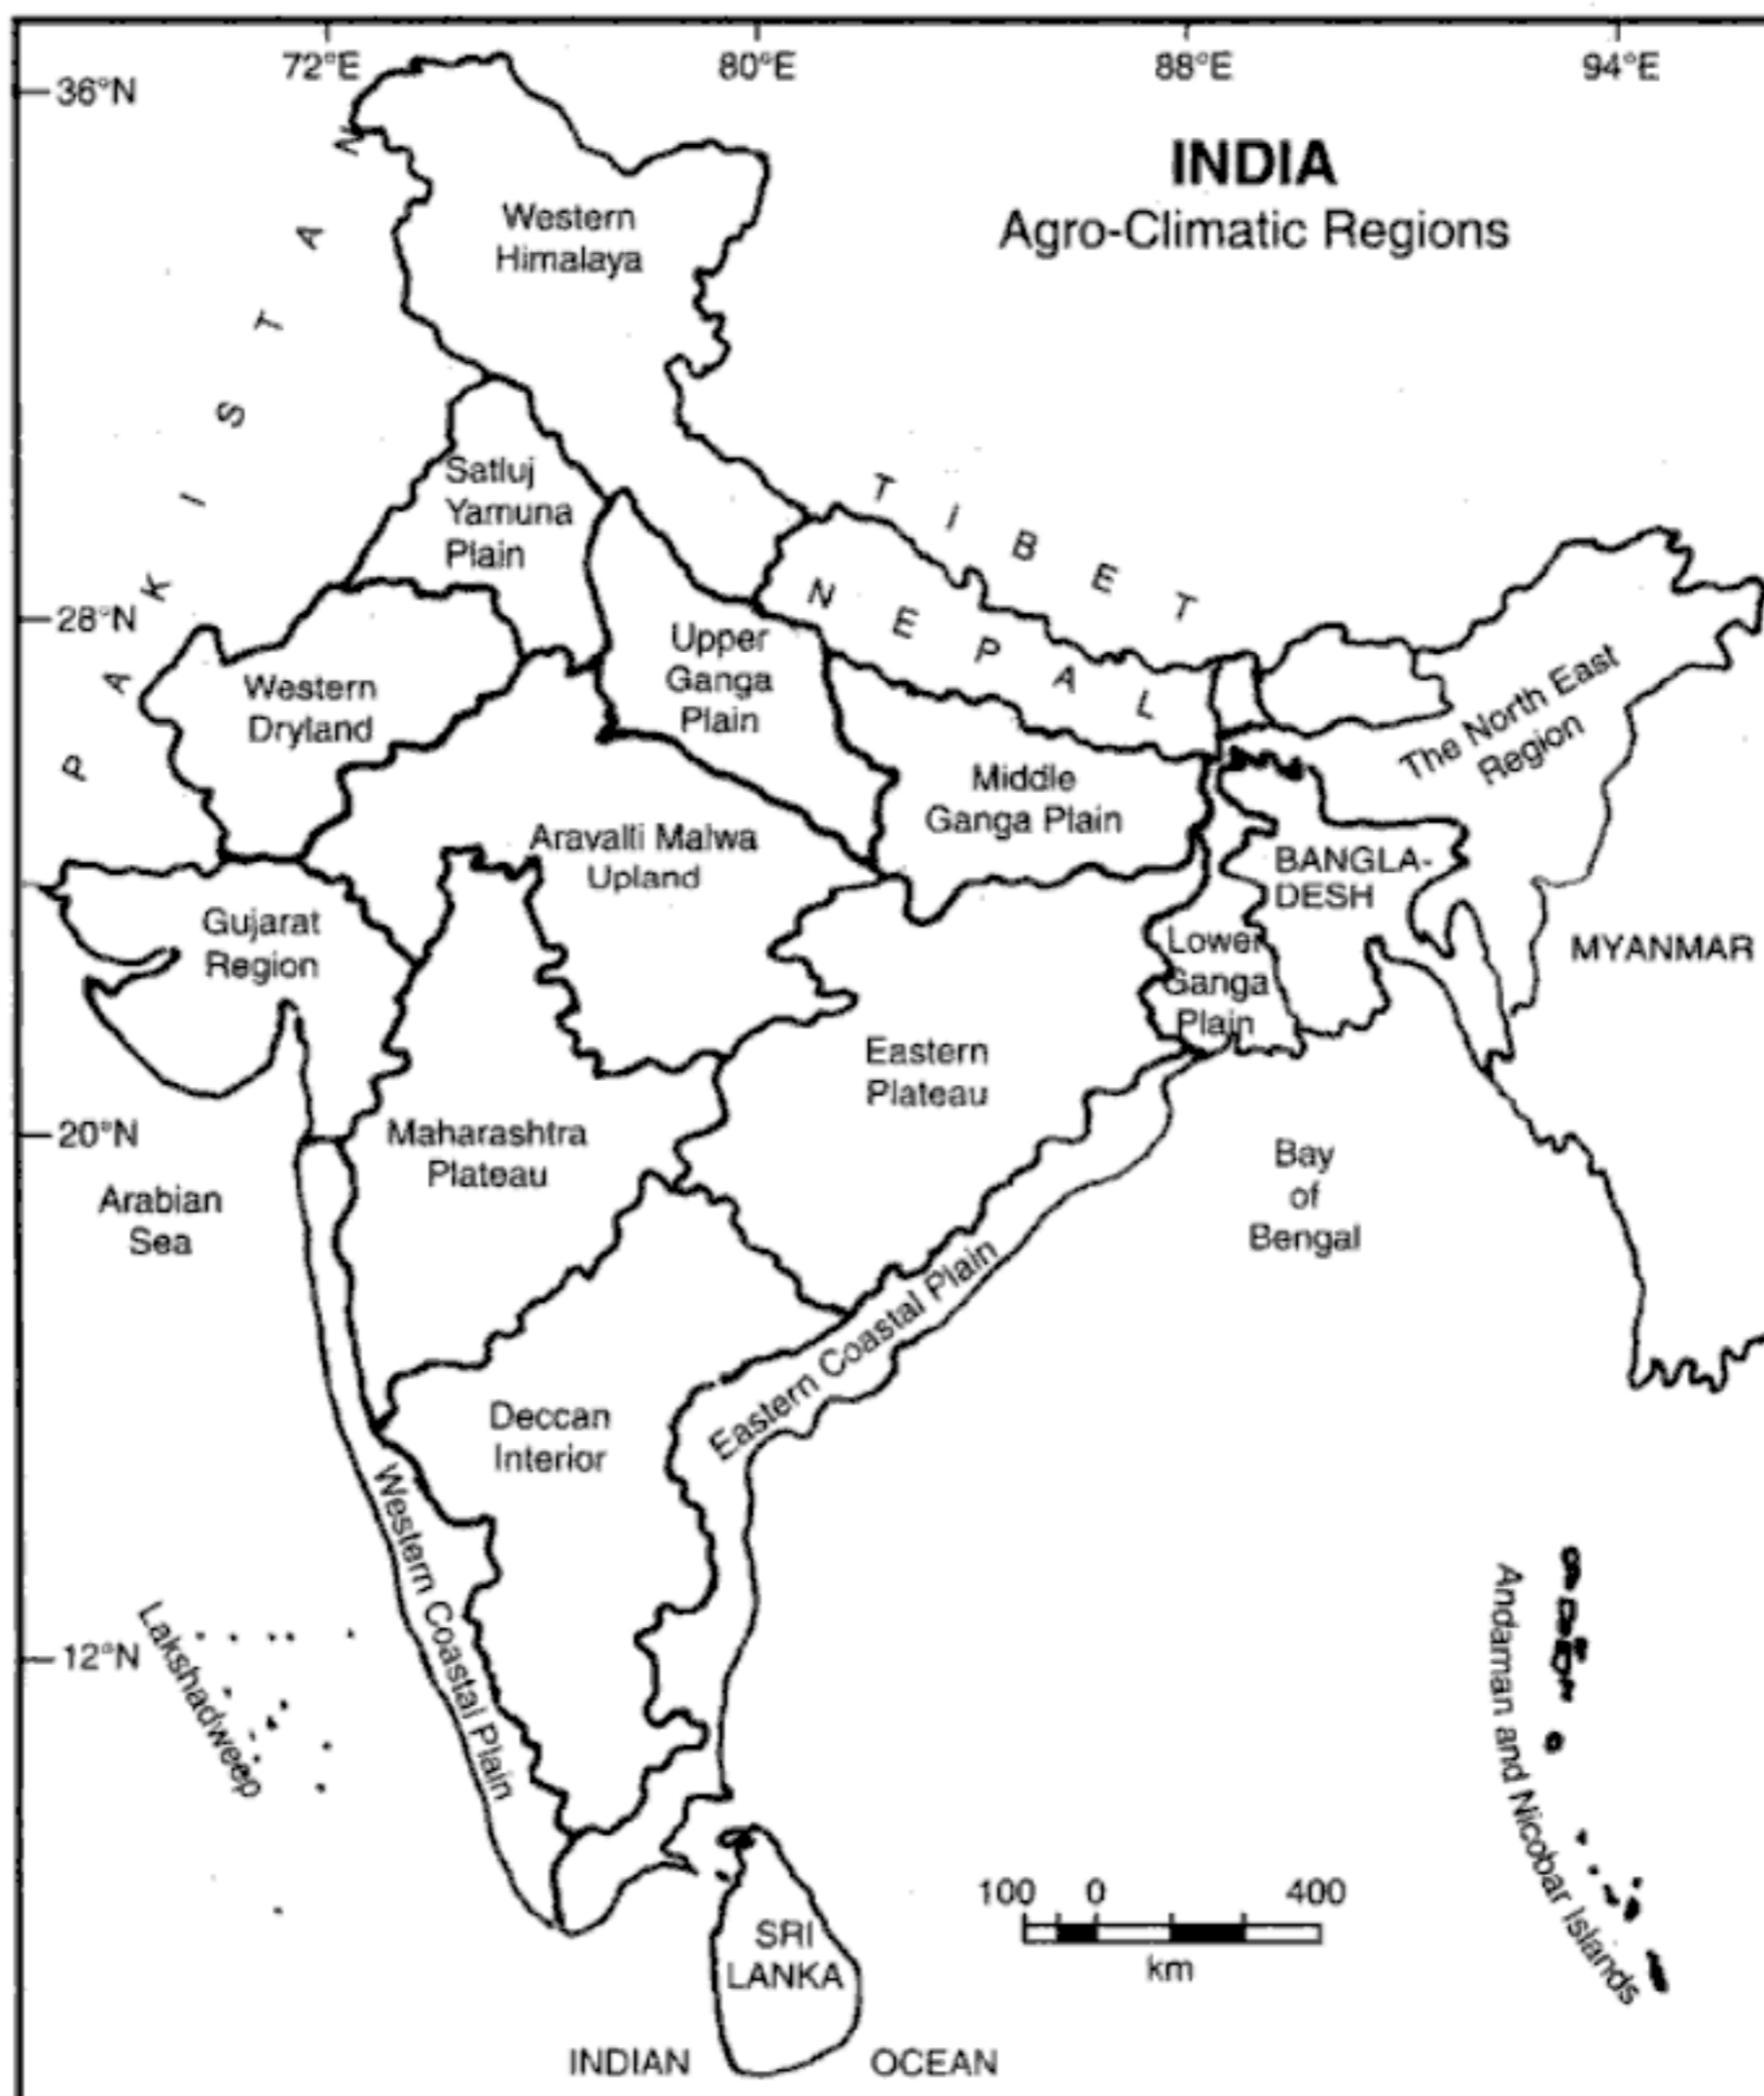 72°E
80°E
88°E
94°E
36°N
INDIA
Agro-Climatic Regions
PAKISTAN
Western
Himalaya
Satluj
Yamuna
Plain
TIBET
NEPAL
28°N
Upper
Ganga
Plain
Western
Dryland
The North East
Region
Middle
Ganga Plain
Aravalli Malwa
Upland
BANGLA-
DESH
Gujarat
Region
Lower
Ganga
Plain
MYANMAR
Eastern
Plateau
20°N
Maharashtra
Plateau
Arabian
Sea
Bay
of
Bengal
Eastern Coastal Plain
Deccan
Interior
Western Coastal Plain
12°N
Lakshadweep
Andaman and Nicobar Islands
100 0 400
km
SRI
LANKA
INDIAN OCEAN